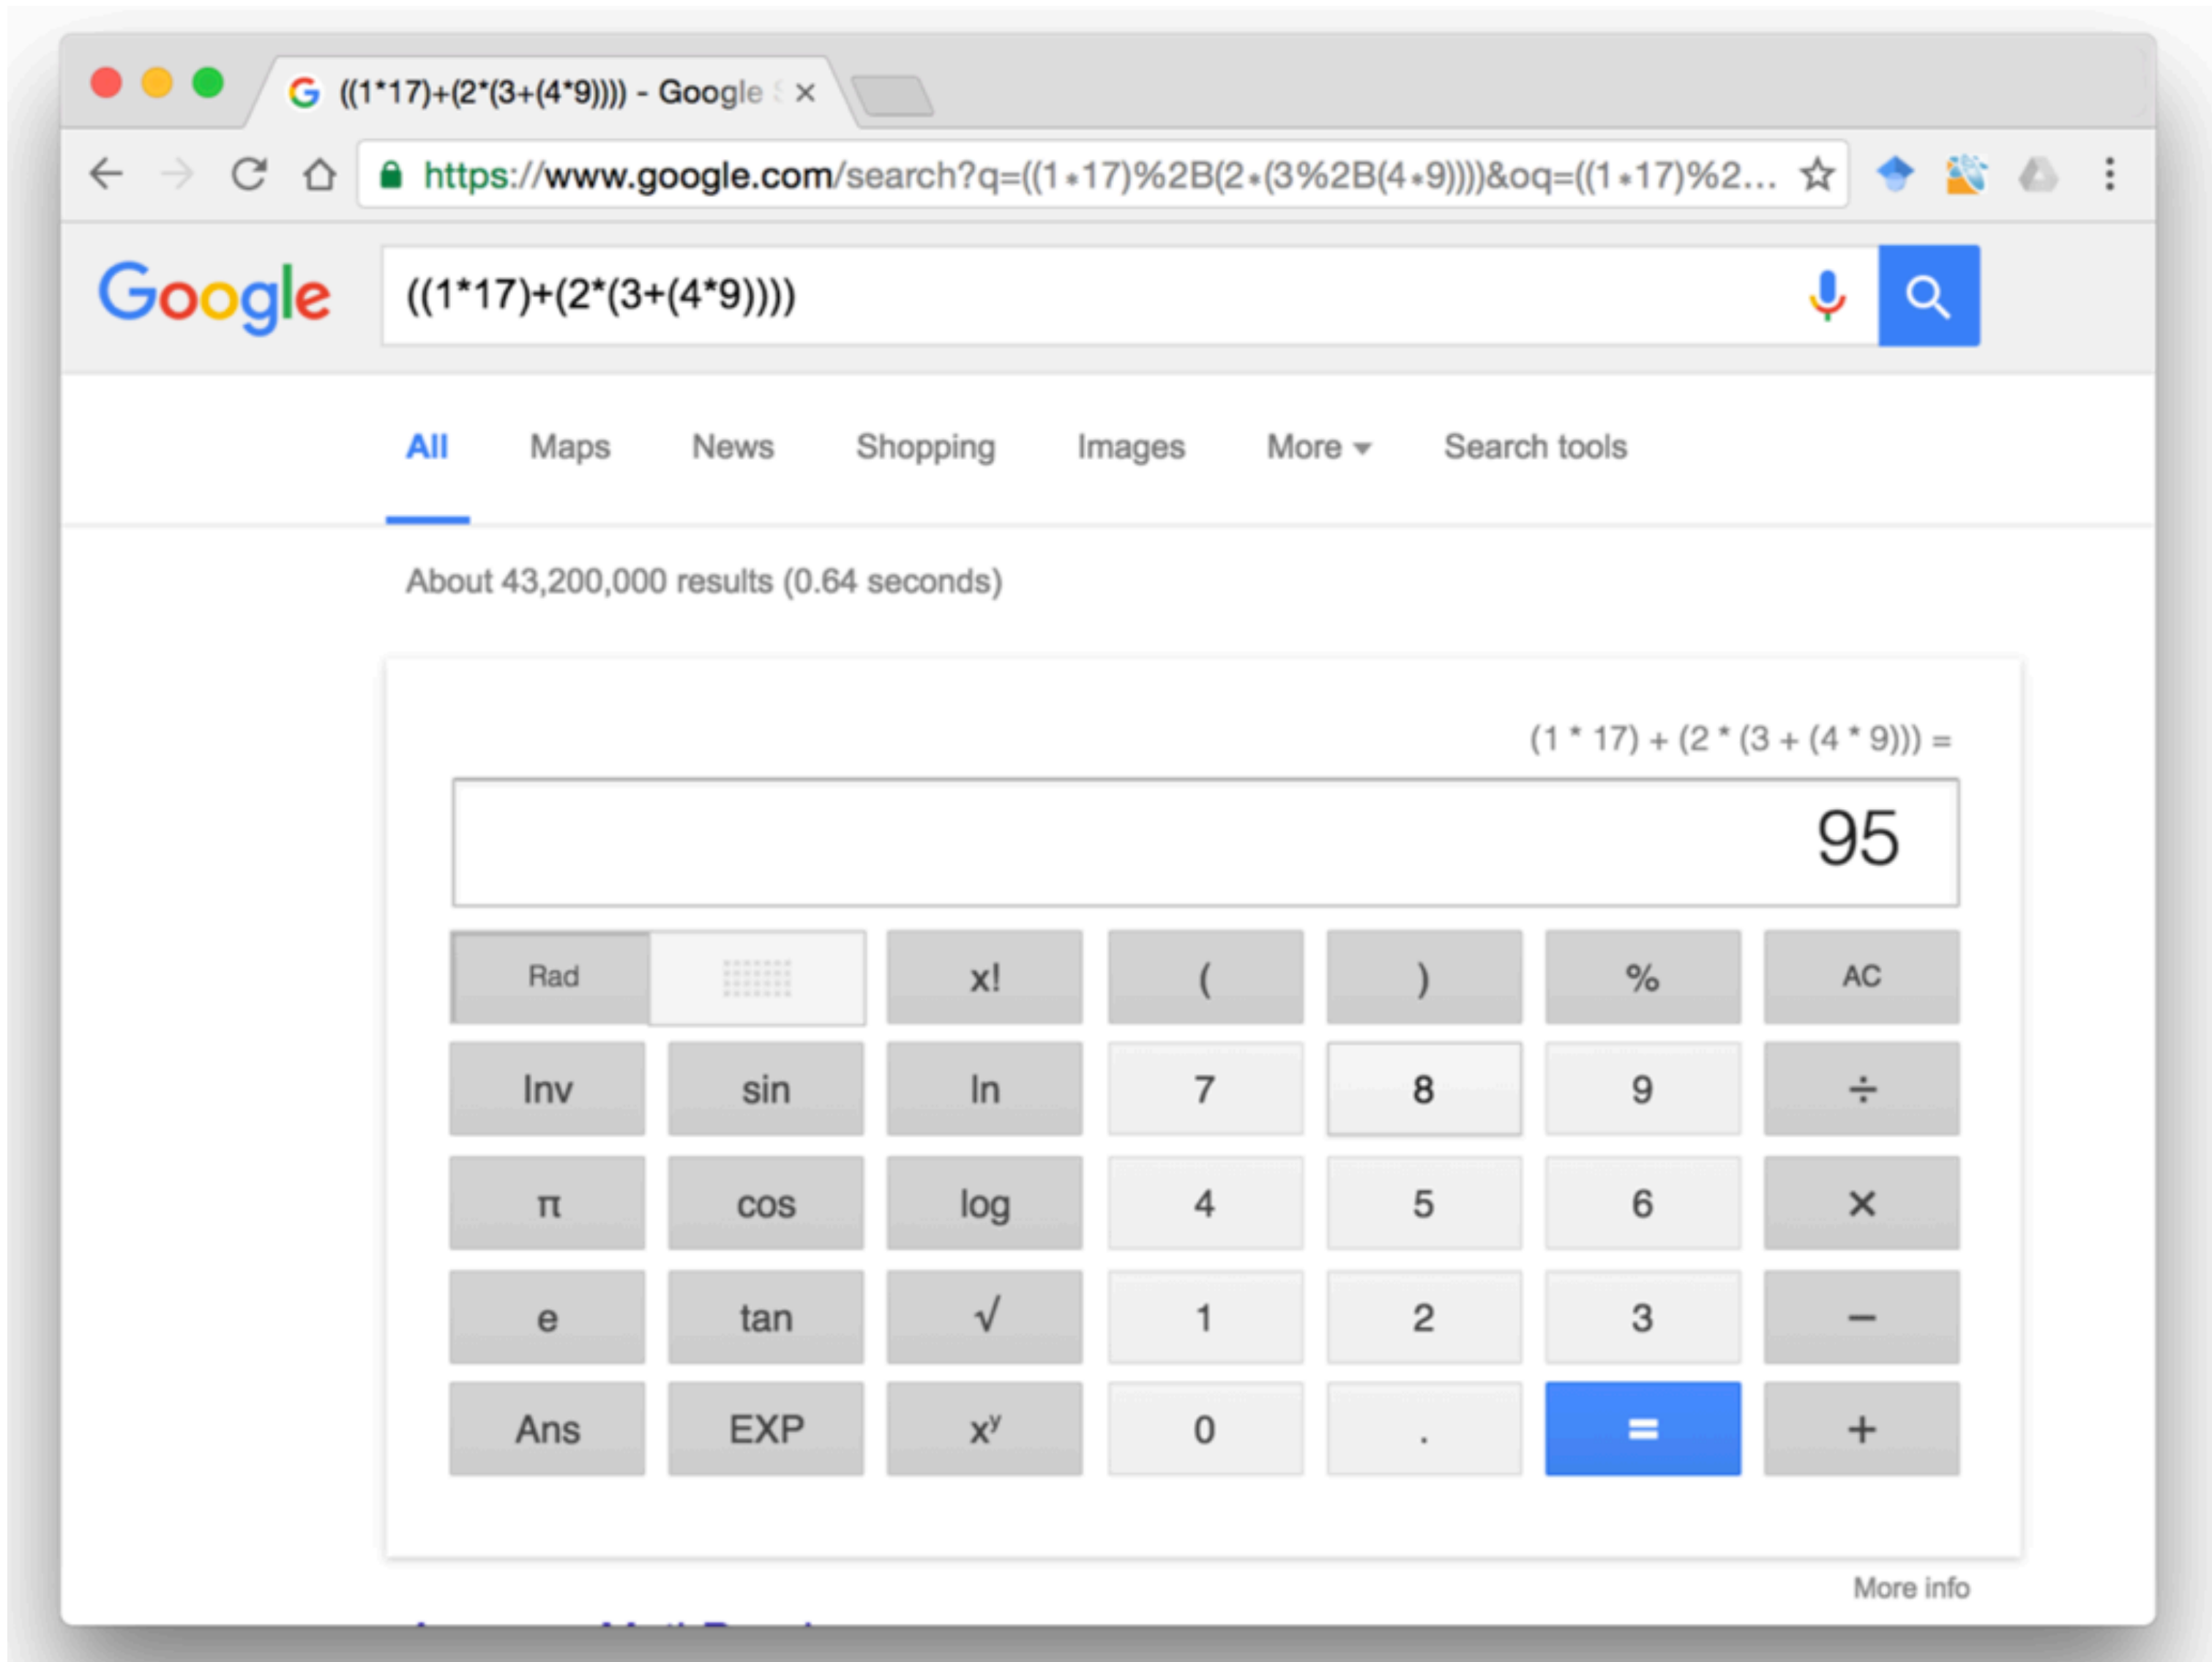 ((1*17)+(2*(3+(4*9)))) - Google
https://www.google.com/search?q=((1*17)%2B(2*(3%2B(4*9))))&oq=((1*17)%2...
Google ((1*17)+(2*(3+(4*9))))
All Maps News Shopping Images More Search tools
About 43,200,000 results (0.64 seconds)
(1 * 17) + (2 * (3 + (4 * 9))) =
95
Rad x! ( ) % AC
Inv sin ln 7 8 9 ÷
π cos log 4 5 6 ×
e tan √ 1 2 3 −
Ans EXP xʸ 0 . = +
More info